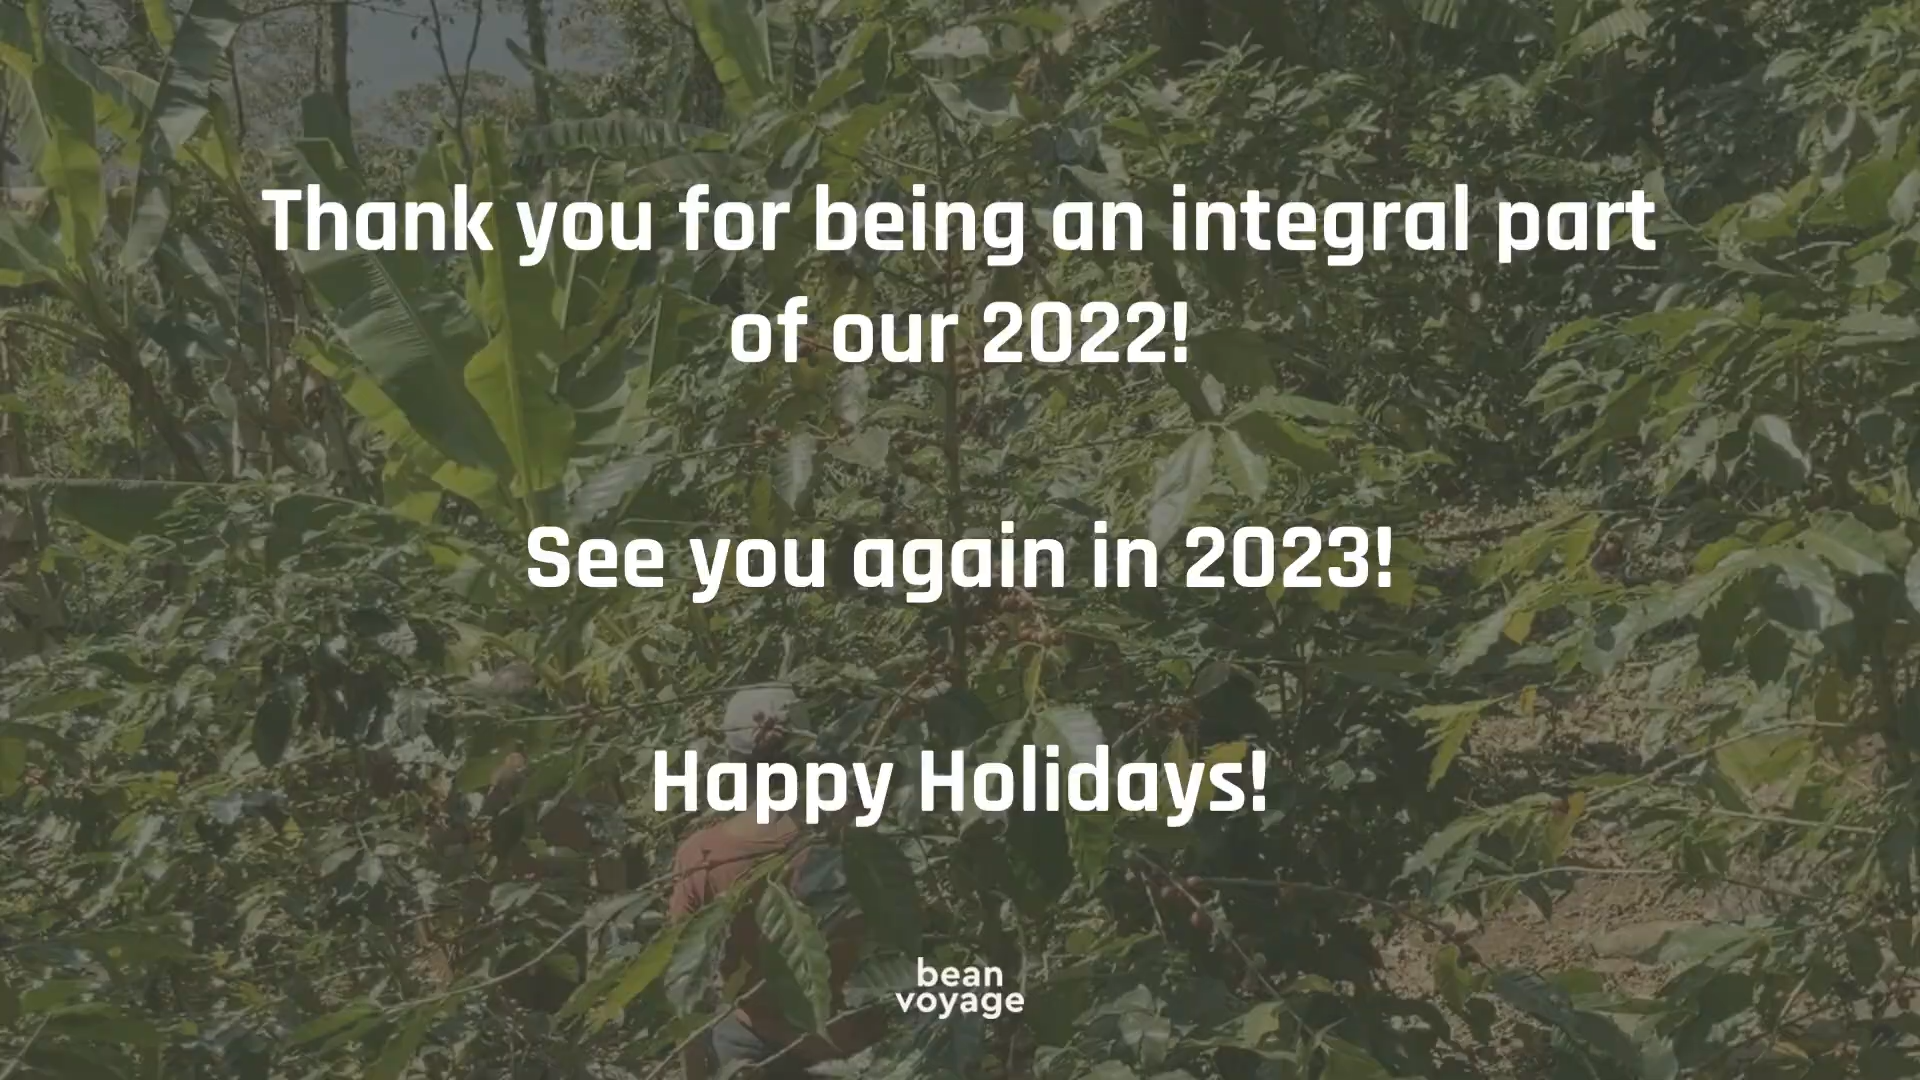 Thank you for being an integral part
of our 2022!
See you again in 2023!
Happy Holidays!
bean
voyage